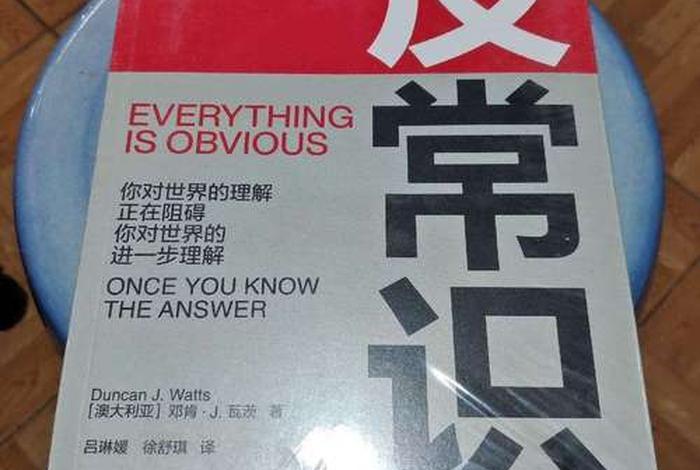 反
常
识
EVERYTHING
IS OBVIOUS
你对世界的理解
正在阻碍
你对世界的
进一步理解
ONCE YOU KNOW
THE ANSWER
Duncan J. Watts
[澳大利亚] 邓肯·J. 瓦茨 著
吕琳媛 徐舒琪 译